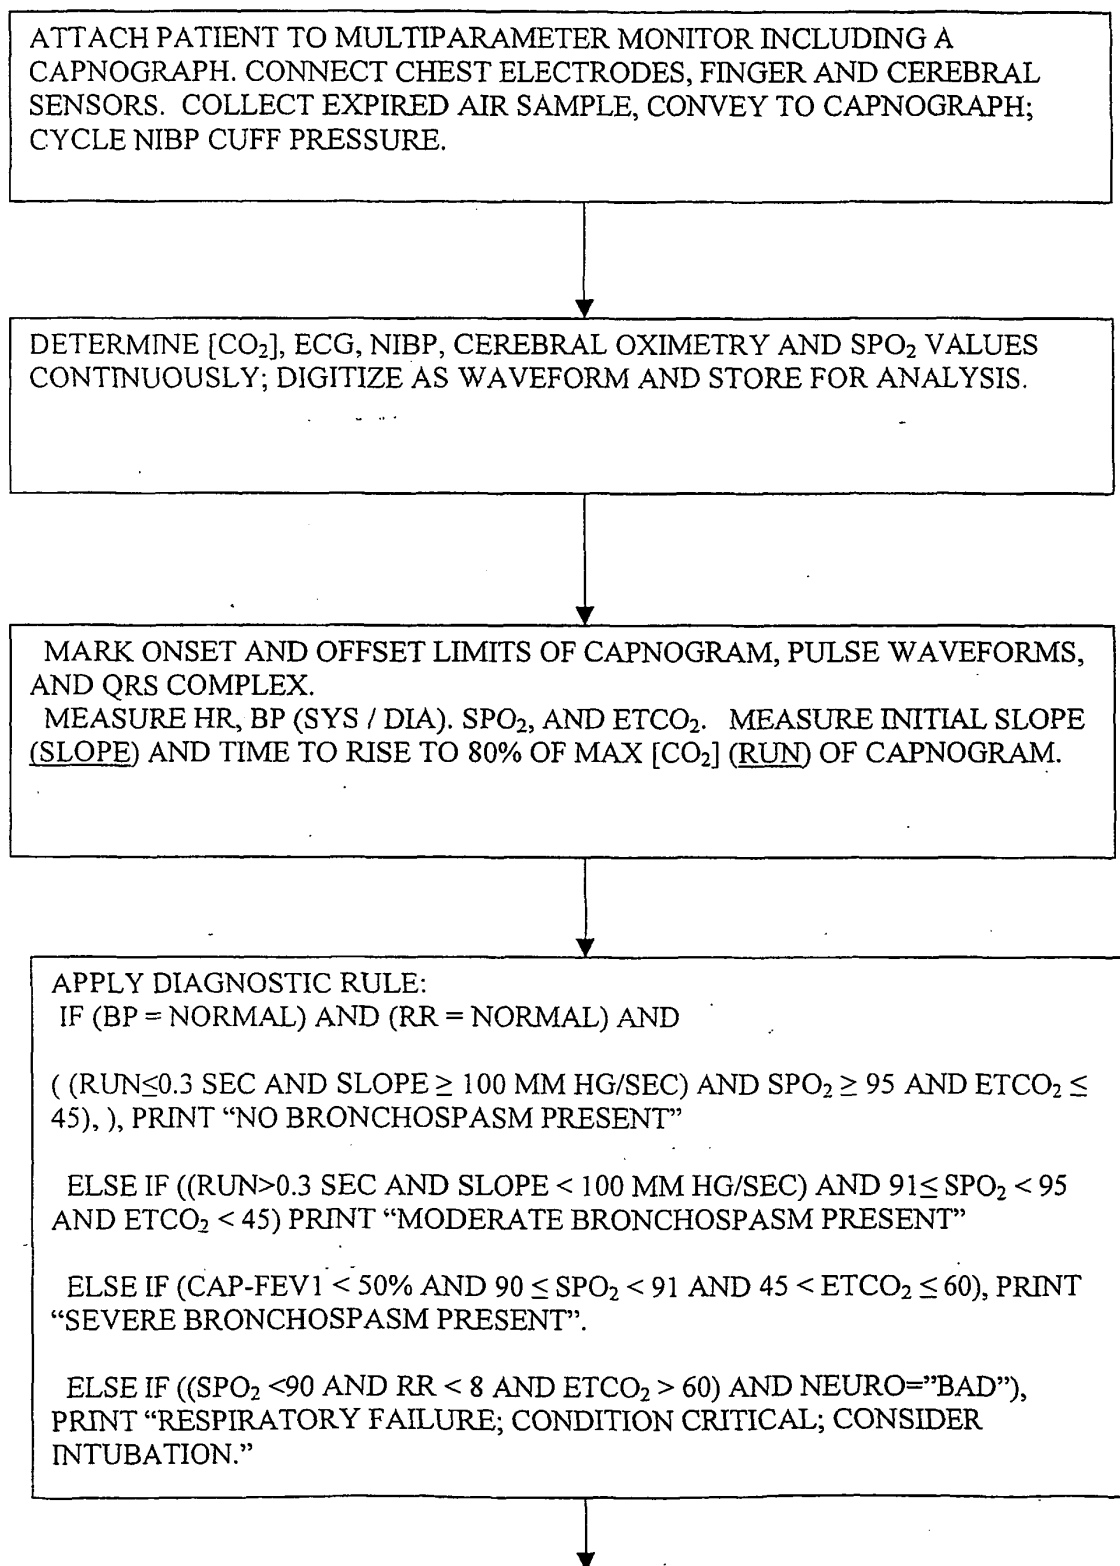 ATTACH PATIENT TO MULTIPARAMETER MONITOR INCLUDING A
CAPNOGRAPH. CONNECT CHEST ELECTRODES, FINGER AND CEREBRAL
SENSORS. COLLECT EXPIRED AIR SAMPLE, CONVEY TO CAPNOGRAPH;
CYCLE NIBP CUFF PRESSURE.
DETERMINE [CO₂], ECG, NIBP, CEREBRAL OXIMETRY AND SPO₂ VALUES
CONTINUOUSLY; DIGITIZE AS WAVEFORM AND STORE FOR ANALYSIS.
MARK ONSET AND OFFSET LIMITS OF CAPNOGRAM, PULSE WAVEFORMS,
AND QRS COMPLEX.
MEASURE HR, BP (SYS / DIA). SPO₂, AND ETCO₂. MEASURE INITIAL SLOPE
(SLOPE) AND TIME TO RISE TO 80% OF MAX [CO₂] (RUN) OF CAPNOGRAM.
APPLY DIAGNOSTIC RULE:
IF (BP = NORMAL) AND (RR = NORMAL) AND
( (RUN≤0.3 SEC AND SLOPE ≥ 100 MM HG/SEC) AND SPO₂ ≥ 95 AND ETCO₂ ≤
45), ), PRINT “NO BRONCHOSPASM PRESENT”
ELSE IF ((RUN>0.3 SEC AND SLOPE < 100 MM HG/SEC) AND 91≤ SPO₂ < 95
AND ETCO₂ < 45) PRINT “MODERATE BRONCHOSPASM PRESENT”
ELSE IF (CAP-FEV1 < 50% AND 90 ≤ SPO₂ < 91 AND 45 < ETCO₂ ≤ 60), PRINT
“SEVERE BRONCHOSPASM PRESENT”.
ELSE IF ((SPO₂ <90 AND RR < 8 AND ETCO₂ > 60) AND NEURO=”BAD”),
PRINT “RESPIRATORY FAILURE; CONDITION CRITICAL; CONSIDER
INTUBATION.”